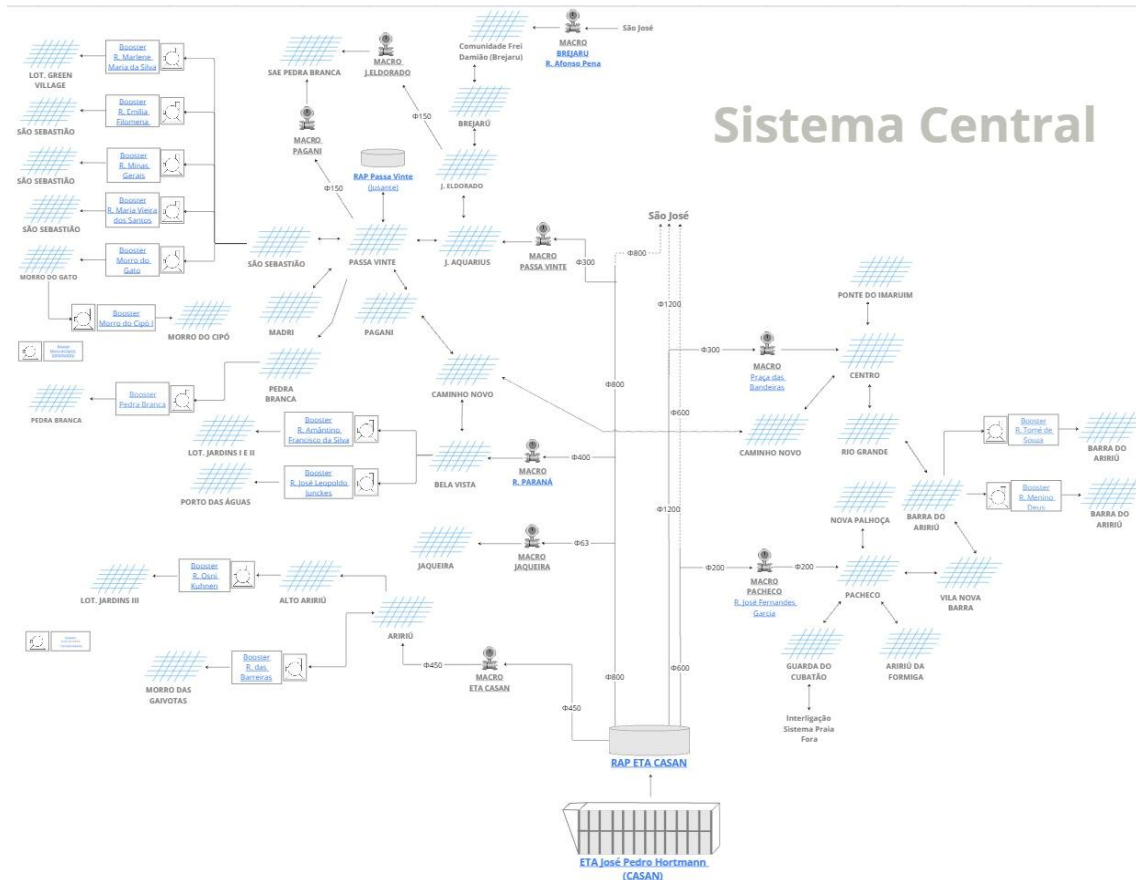 Sistema Central
São José
MACRO
BREJARU
R. Afonso Pena
Comunidade Frei
Damião (Brejaru)
Booster
R. Marlene
Maria da Silva
LOT. GREEN
VILLAGE
SAE PEDRA BRANCA
MACRO
J.ELDORADO
Booster
R. Emilia
Filomena
SÃO SEBASTIÃO
MACRO
PAGANI
Φ150
BREJARÚ
Booster
R. Minas
Gerais
SÃO SEBASTIÃO
RAP Passa Vinte
(Jusante)
Φ150
J. ELDORADO
Booster
R. Maria Vieira
dos Santos
SÃO SEBASTIÃO
Booster
Morro do
Gato
MORRO DO GATO
SÃO SEBASTIÃO
PASSA VINTE
J. AQUARIUS
MACRO
PASSA VINTE
Φ300
São José
Φ800
Φ1200
Booster
Morro do Cipó I
MORRO DO CIPÓ
MADRI
PAGANI
PONTE DO IMARUIM
Φ300
MACRO
Praça das
Bandeiras
CENTRO
PEDRA
BRANCA
Booster
Pedra Branca
PEDRA BRANCA
CAMINHO NOVO
Φ800
Φ600
Booster
R. Amântino
Francisco da Silva
LOT. JARDINS I E II
CAMINHO NOVO
RIO GRANDE
Booster
R. Tomé de
Souza
BARRA DO
ARIRIÚ
Booster
R. José Leopoldo
Junckes
PORTO DAS ÁGUAS
BELA VISTA
MACRO
R. PARANÁ
Φ400
Booster
R. Menino
Deus
BARRA DO
ARIRIÚ
BARRA DO
ARIRIÚ
NOVA PALHOÇA
Φ1200
JAQUEIRA
MACRO
JAQUEIRA
Φ63
Φ200
MACRO
PACHECO
R. José Fernandes
Garcia
Φ200
PACHECO
VILA NOVA
BARRA
Booster
R. Osni
Kuhnen
LOT. JARDINS III
ALTO ARIRIÚ
ARIRIÚ
Booster
R. das
Barreiras
MORRO DAS
GAIVOTAS
Φ450
MACRO
ETA CASAN
Φ450
Φ800
Φ600
GUARDA DO
CUBATÃO
ARIRIÚ DA
FORMIGA
Interligação
Sistema Praia
Fora
RAP ETA CASAN
ETA José Pedro Hortmann
(CASAN)